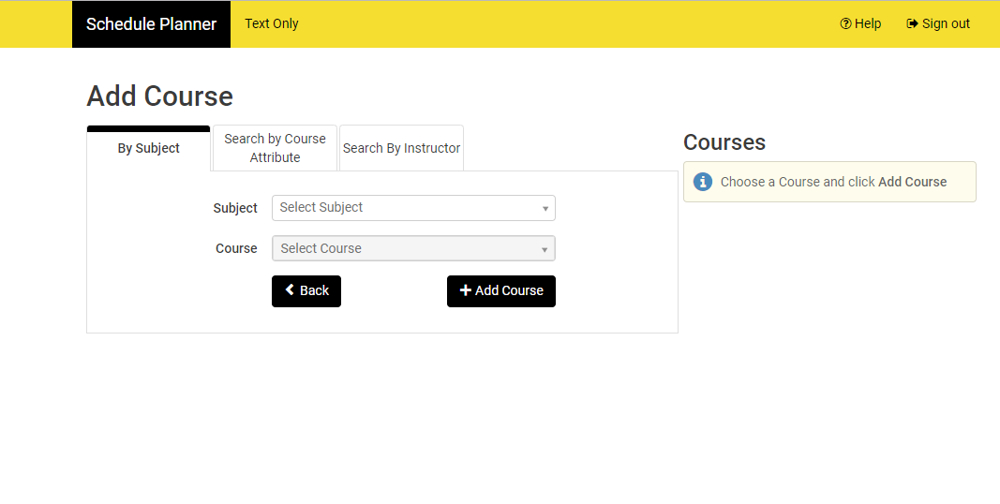 Schedule Planner
Text Only
Help
Sign out
Add Course
By Subject
Search by Course
Attribute
Search By Instructor
Subject
Select Subject
Course
Select Course
Back
Add Course
Courses
Choose a Course and click Add Course